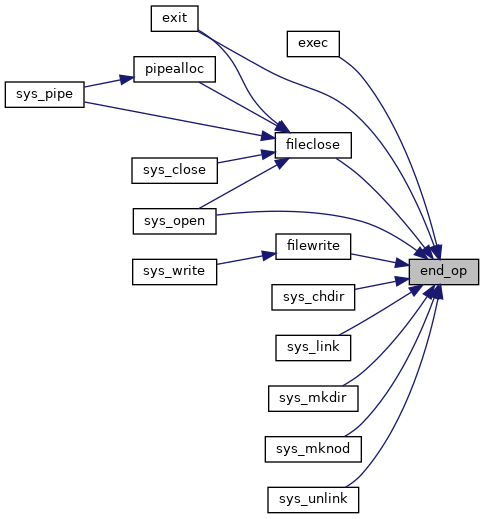 exit
exec
pipealloc
sys_pipe
fileclose
sys_close
sys_open
filewrite
sys_write
end_op
sys_chdir
sys_link
sys_mkdir
sys_mknod
sys_unlink